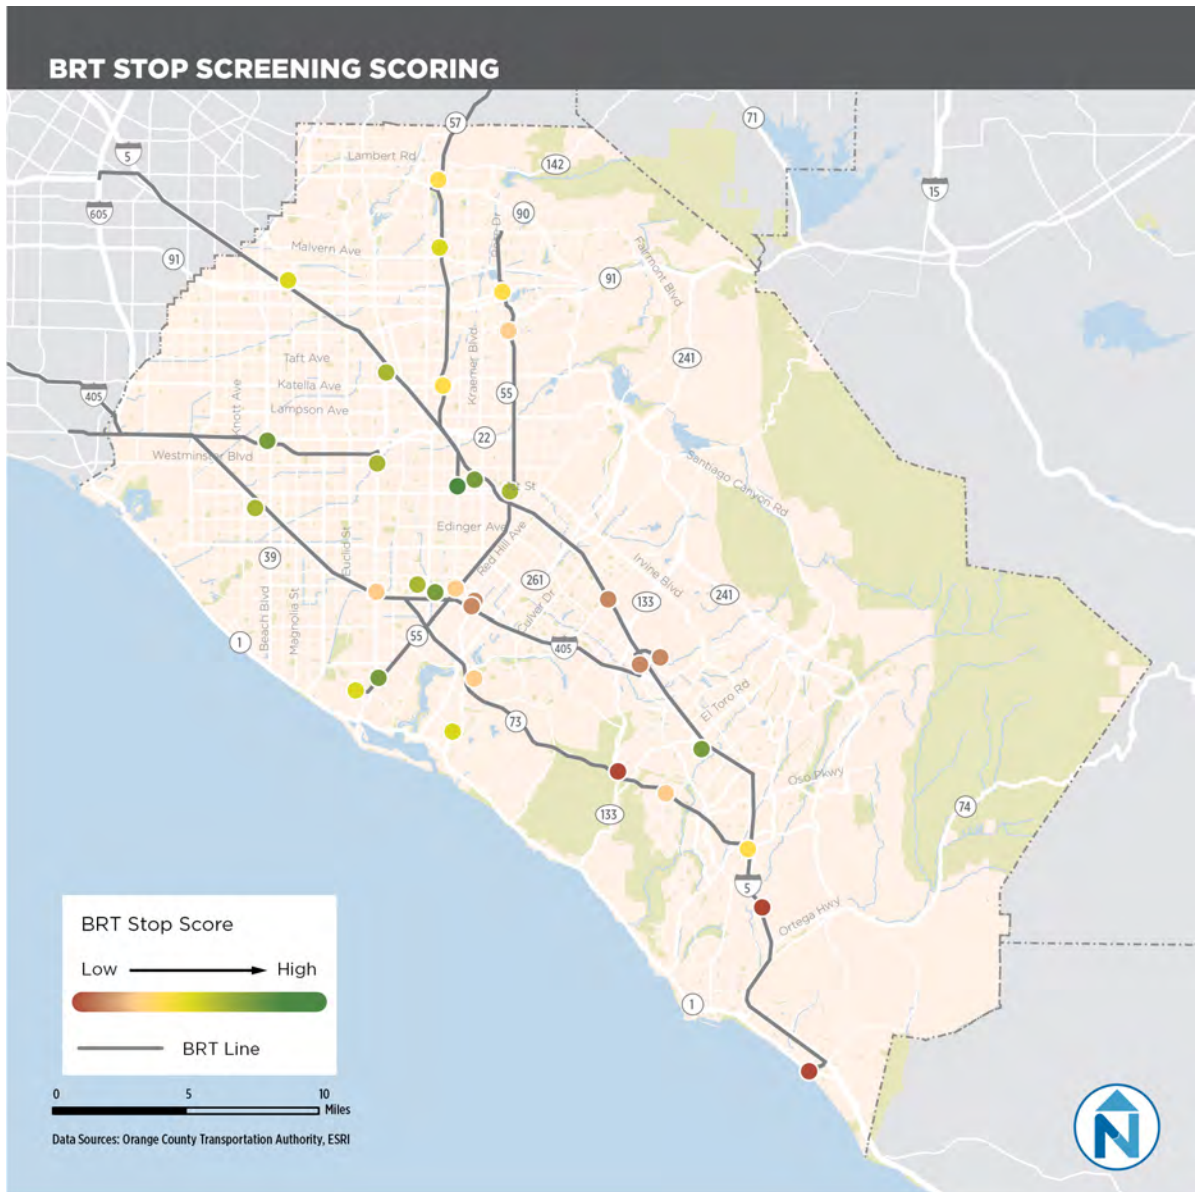 BRT STOP SCREENING SCORING
57
71
5
Lambert Rd
142
15
605
90
Malvern Ave
91
91
Fairmont Blvd
Taft Ave
241
Kraemer Blvd
Katella Ave
405
Knott Ave
55
Lampson Ave
22
Westminster Blvd
Santiago Canyon Rd
1st St
Edinger Ave
Red Hill Ave
39
Euclid St
Irvine Blvd
261
133
241
Beach Blvd
Magnolia St
Culver Dr
1
55
405
El Toro Rd
73
Oso Pkwy
133
74
5
Ortega Hwy
1
BRT Stop Score
Low High
BRT Line
0 5 10
Miles
Data Sources: Orange County Transportation Authority, ESRI
N